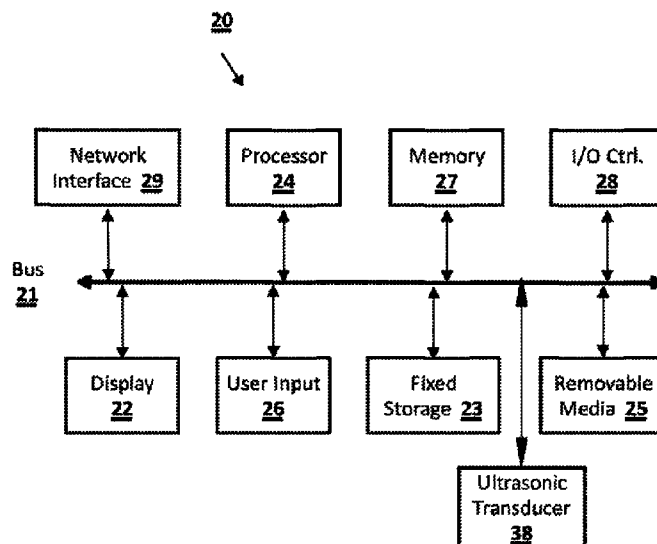 20
Network
Interface 29
Processor
24
Memory
27
I/O Ctrl.
28
Bus
21
Display
22
User Input
26
Fixed
Storage 23
Removable
Media 25
Ultrasonic
Transducer
38